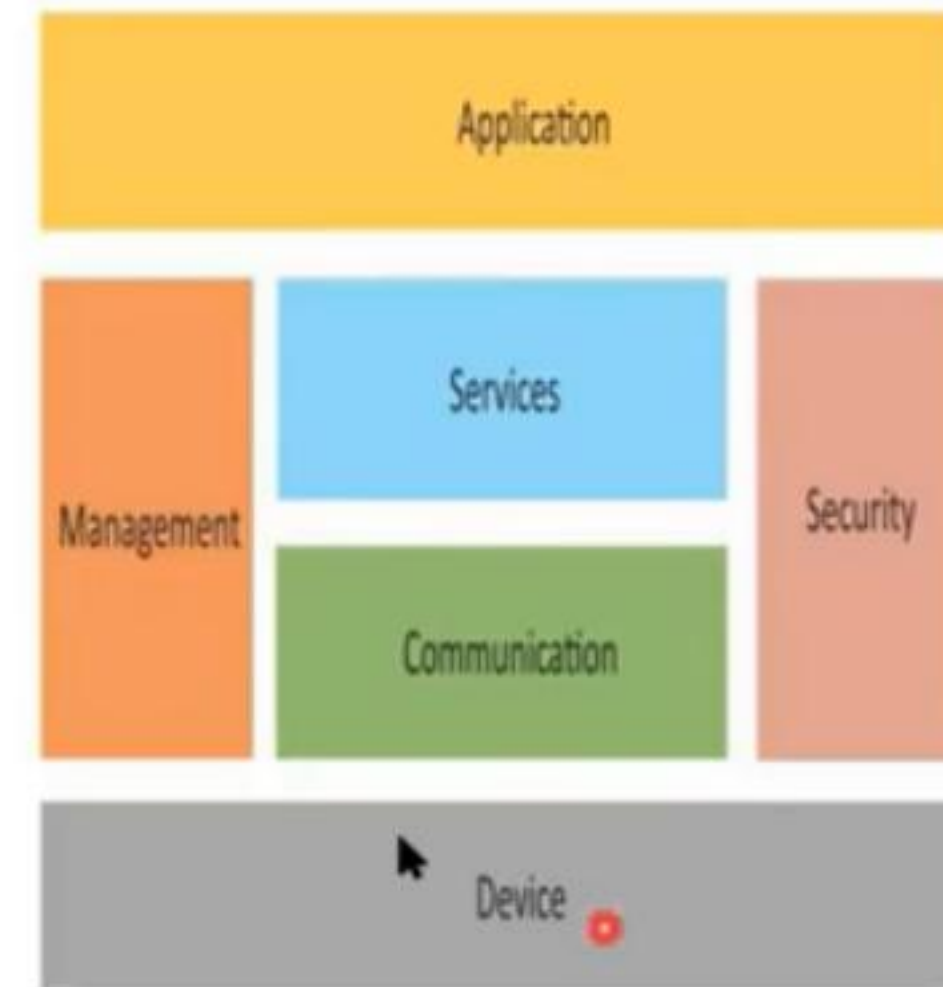 Application
Services
Management
Security
Communication
Device